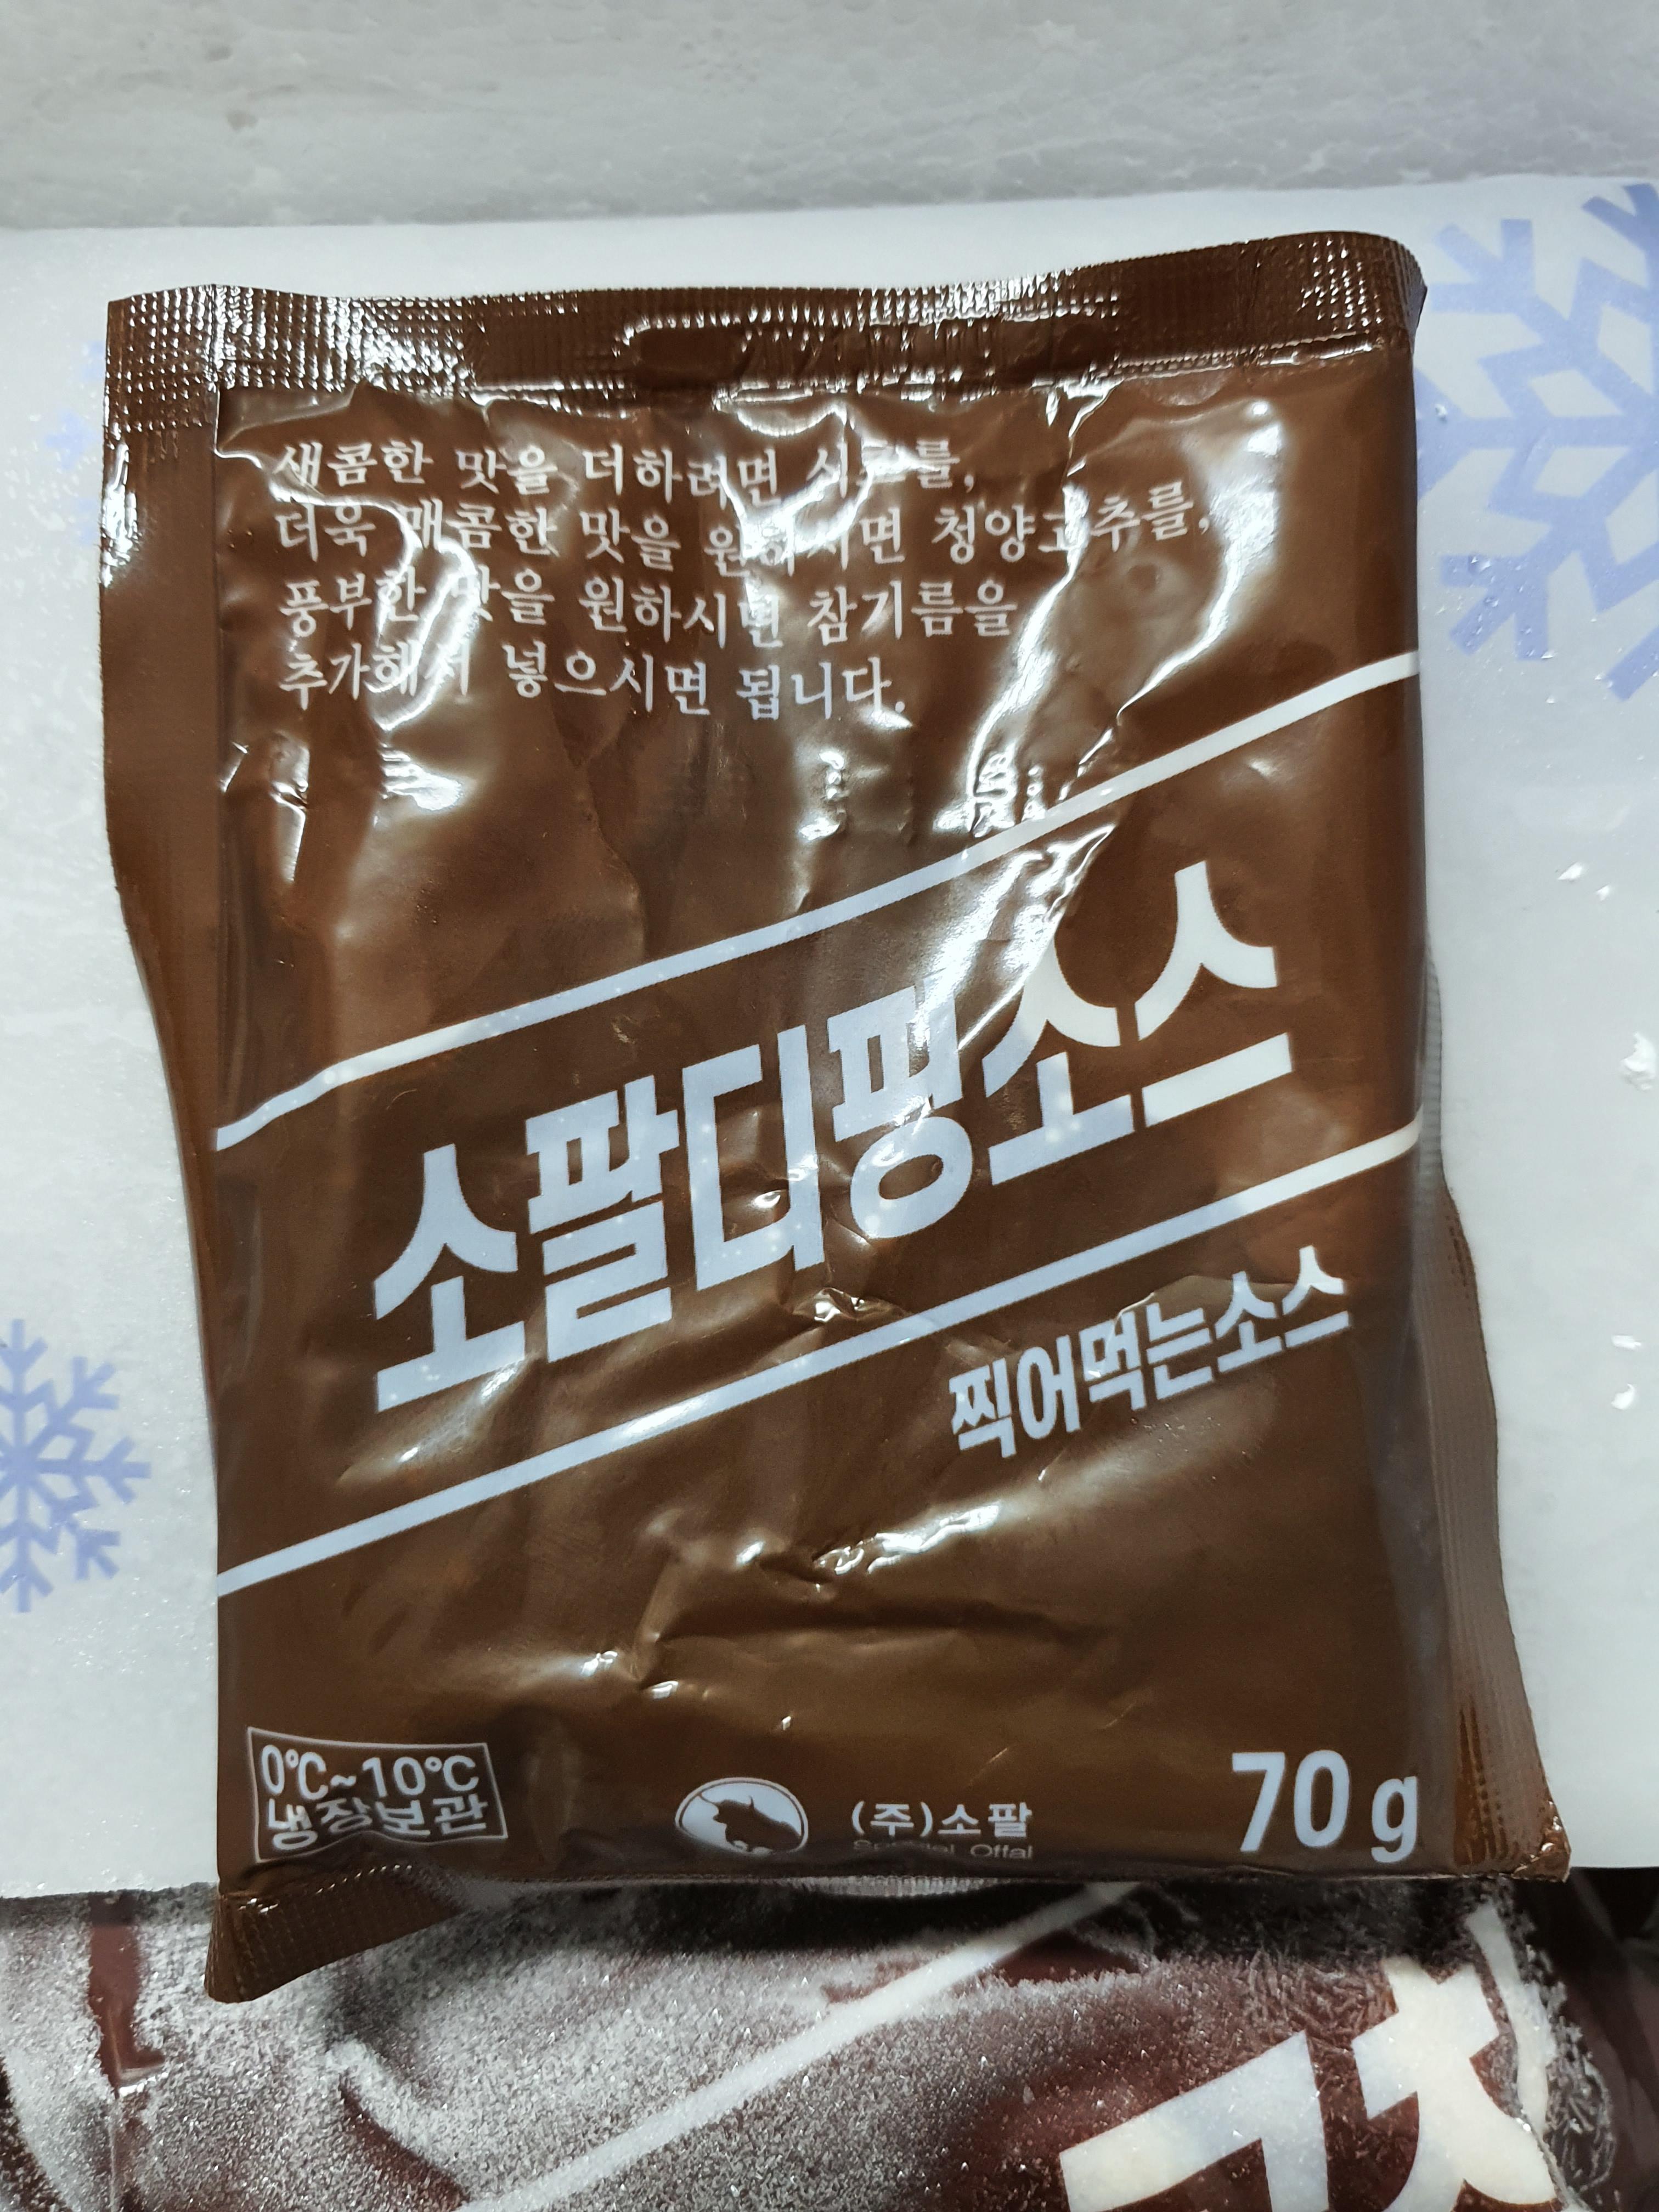 새콤한 맛을 더하려면 식초를,
더욱 매콤한 맛을 원하시면 청양고추를,
풍부한 맛을 원하시면 참기름을
추가해서 넣으시면 됩니다.
소팔디핑소스
찍어먹는소스
0℃~10℃
냉장보관
(주)소팔
Special Offal
70g